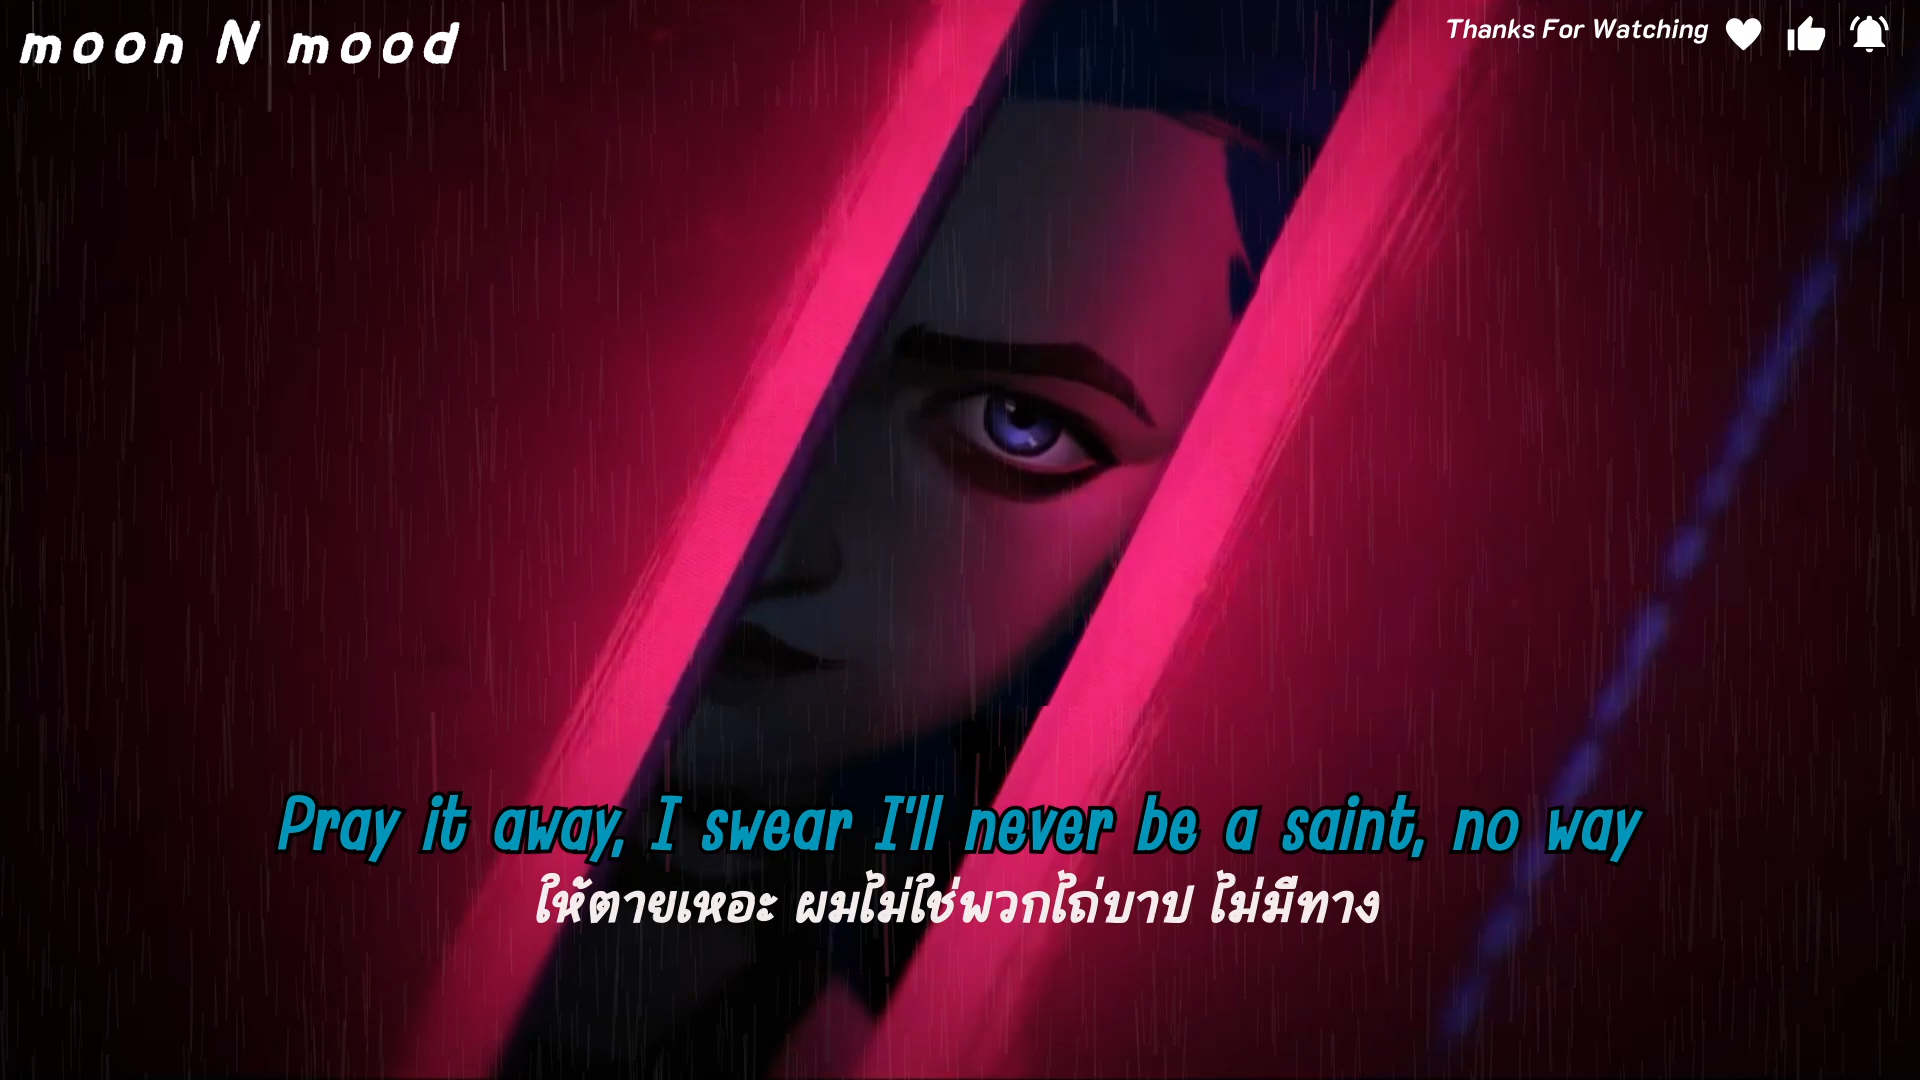 moon N mood
Thanks For Watching
Pray it away, I swear I'll never be a saint, no way
ให้ตายเหอะ ผมไม่ใช่พวกไถ่บาป ไม่มีทาง